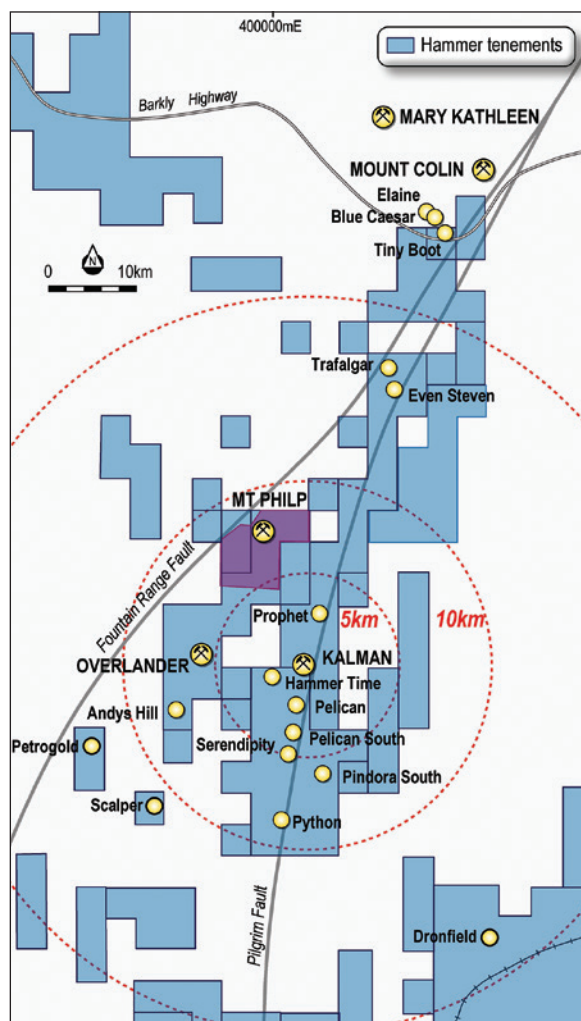 400000mE
Hammer tenements
Barkly Highway
MARY KATHLEEN
MOUNT COLIN
Elaine
Blue Caesar
Tiny Boot
N
0 10km
Trafalgar
Even Steven
MT PHILP
Fountain Range Fault
Prophet
5km
10km
OVERLANDER
KALMAN
Hammer Time
Andys Hill
Pelican
Petrogold
Serendipity
Pelican South
Pindora South
Scalper
Python
Pilgrim Fault
Dronfield